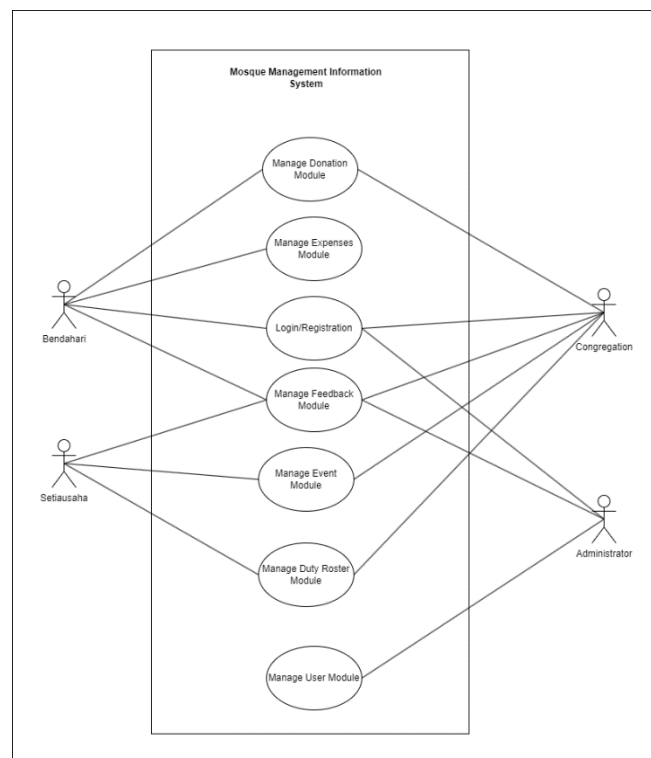 Mosque Management Information
System
Manage Donation
Module
Manage Expenses
Module
Login/Registration
Bendahari
Congregation
Manage Feedback
Module
Manage Event
Module
Setiausaha
Administrator
Manage Duty Roster
Module
Manage User Module